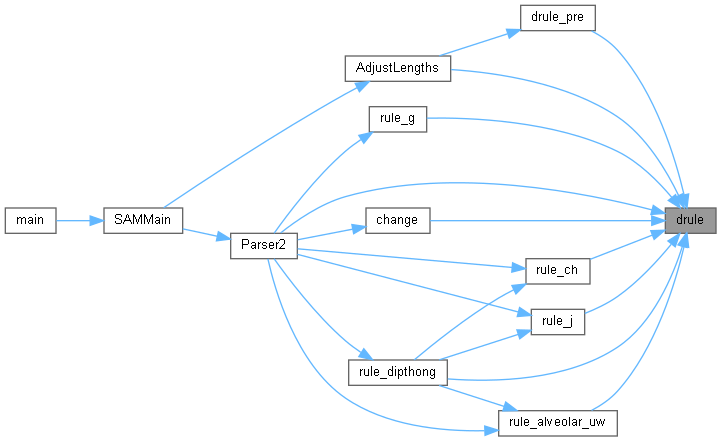 drule_pre
AdjustLengths
rule_g
main
SAMMain
change
drule
Parser2
rule_ch
rule_j
rule_dipthong
rule_alveolar_uw